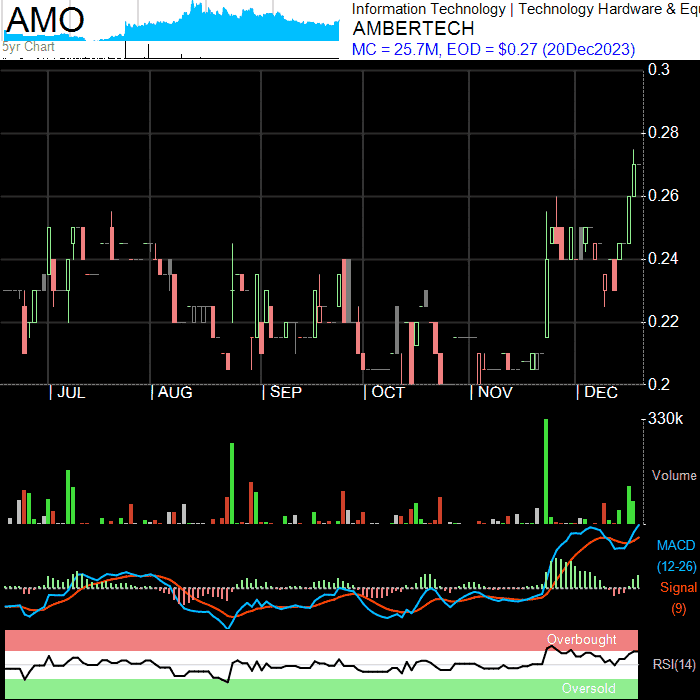 AMO
5yr Chart
Information Technology | Technology Hardware & Equ
AMBERTECH
MC = 25.7M, EOD = $0.27 (20Dec2023)
0.3
0.28
0.26
0.24
0.22
0.2
| JUL | AUG | SEP | OCT | NOV | DEC
330k
Volume
MACD
(12-26)
Signal
(9)
Overbought
RSI(14)
Oversold